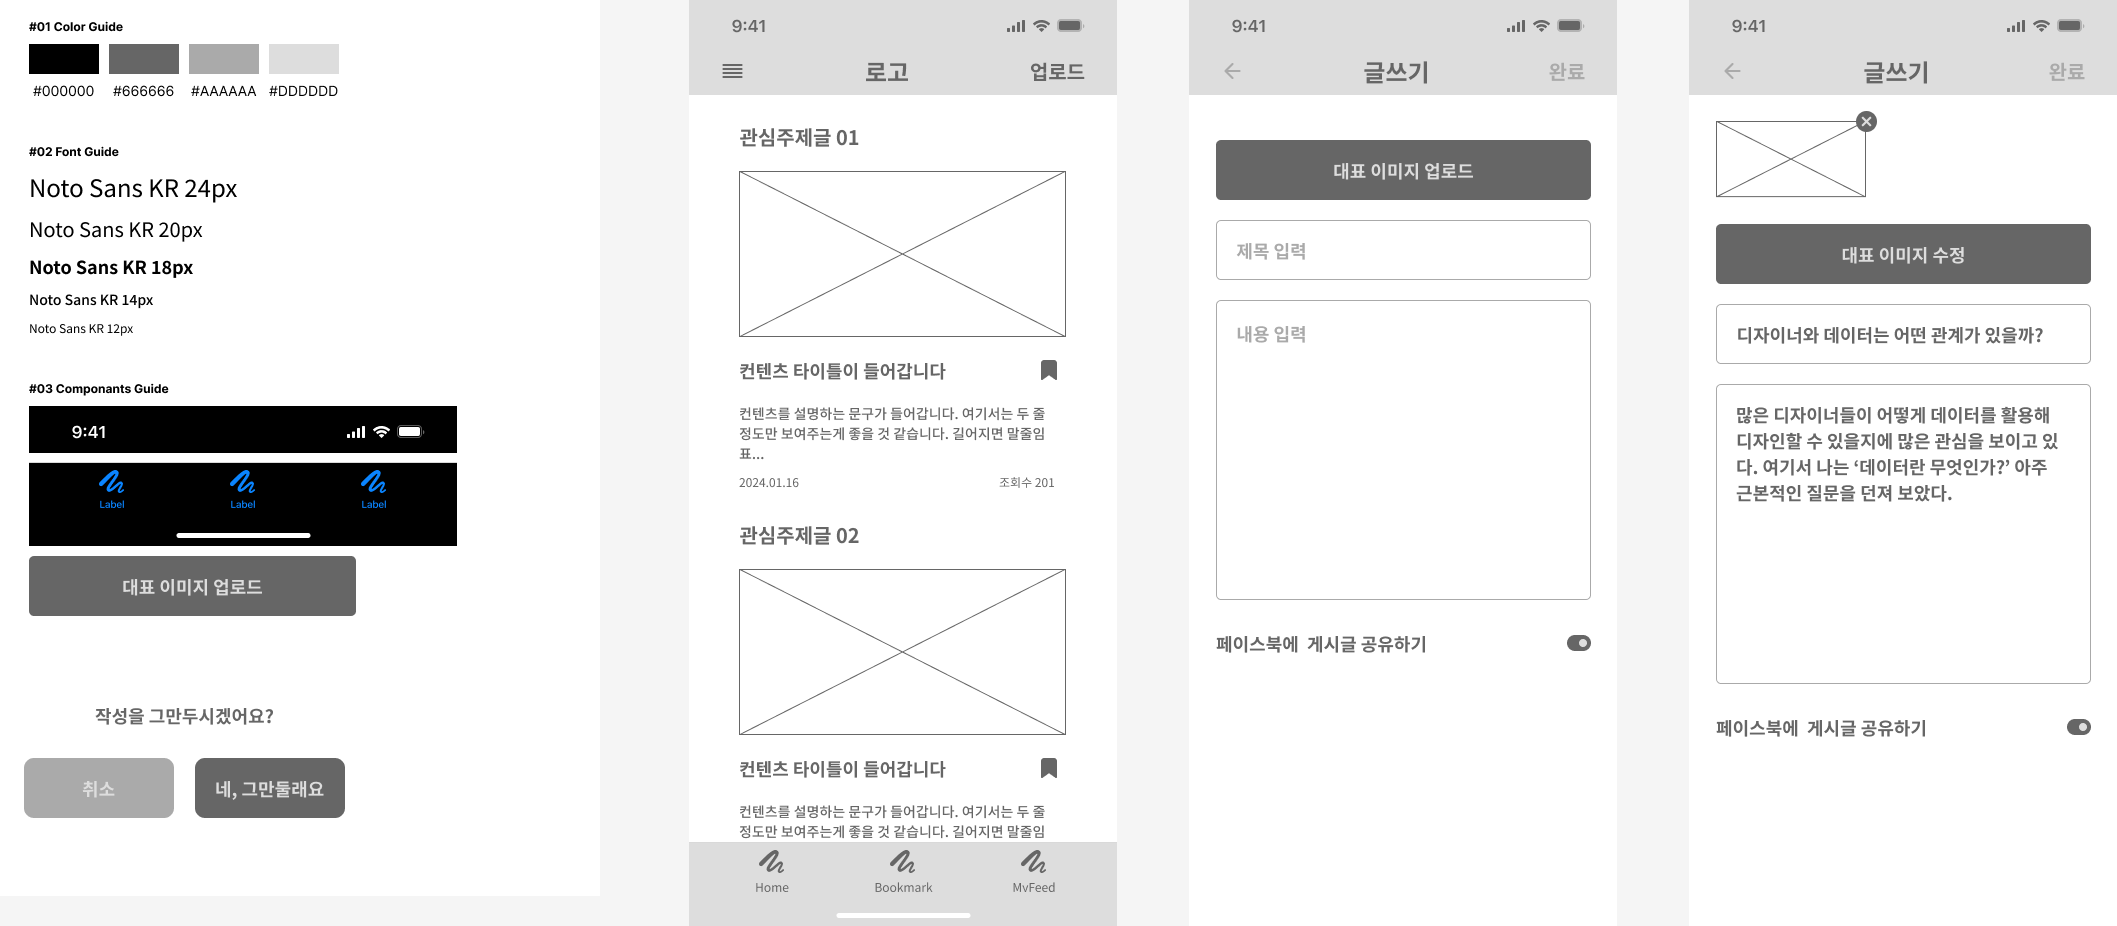 #01 Color Guide
#000000 #666666 #AAAAAA #DDDDDD
#02 Font Guide
Noto Sans KR 24px
Noto Sans KR 20px
Noto Sans KR 18px
Noto Sans KR 14px
Noto Sans KR 12px
#03 Componants Guide
9:41
Label Label Label
대표 이미지 업로드
작성을 그만두시겠어요?
취소 네, 그만둘래요
9:41
로고 업로드
관심주제글 01
컨텐츠 타이틀이 들어갑니다
컨텐츠를 설명하는 문구가 들어갑니다. 여기서는 두 줄
정도만 보여주는게 좋을 것 같습니다. 길어지면 말줄임
표...
2024.01.16 조회수 201
관심주제글 02
컨텐츠 타이틀이 들어갑니다
컨텐츠를 설명하는 문구가 들어갑니다. 여기서는 두 줄
정도만 보여주는게 좋을 것 같습니다. 길어지면 말줄임
Home Bookmark MyFeed
9:41
글쓰기 완료
대표 이미지 업로드
제목 입력
내용 입력
페이스북에 게시글 공유하기
9:41
글쓰기 완료
대표 이미지 수정
디자이너와 데이터는 어떤 관계가 있을까?
많은 디자이너들이 어떻게 데이터를 활용해
디자인할 수 있을지에 많은 관심을 보이고 있
다. 여기서 나는 ‘데이터란 무엇인가?’ 아주
근본적인 질문을 던져 보았다.
페이스북에 게시글 공유하기